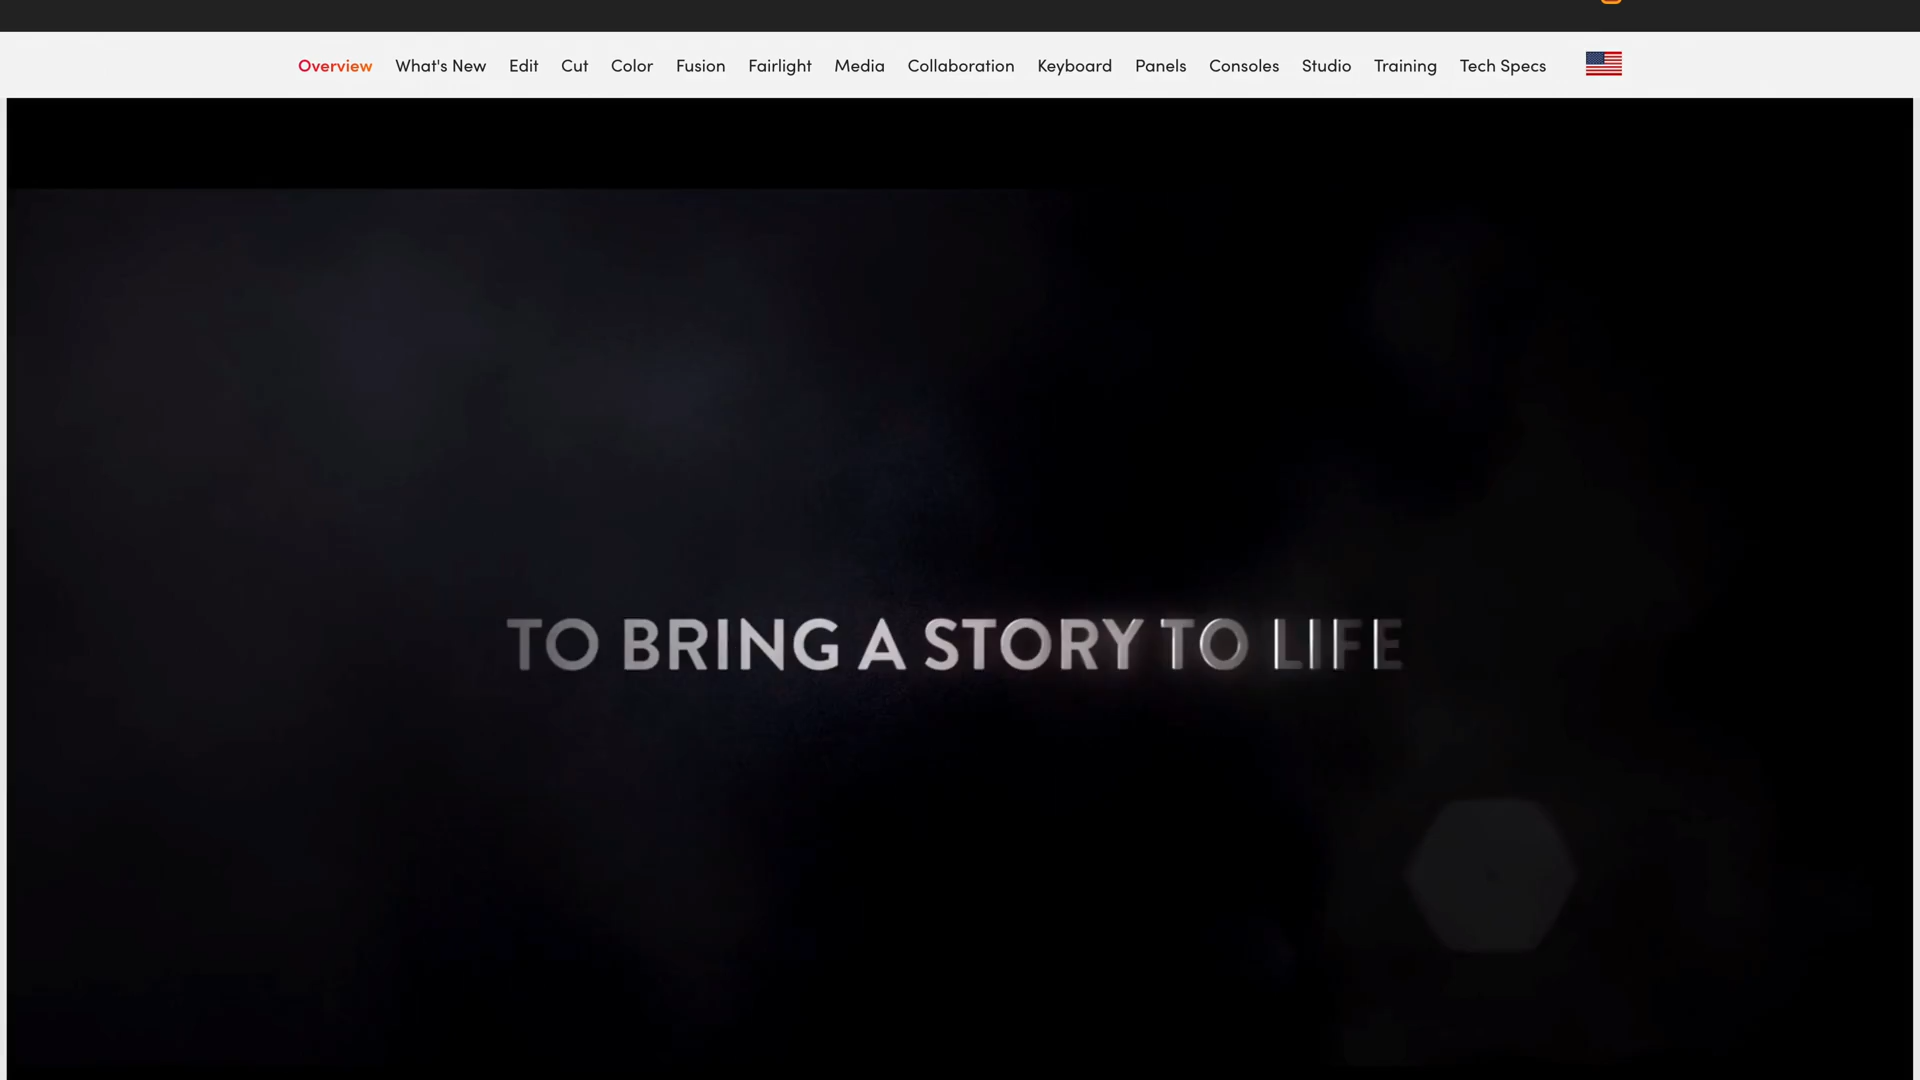 Overview What's New Edit Cut Color Fusion Fairlight Media Collaboration Keyboard Panels Consoles Studio Training Tech Specs
TO BRING A STORY TO LIFE